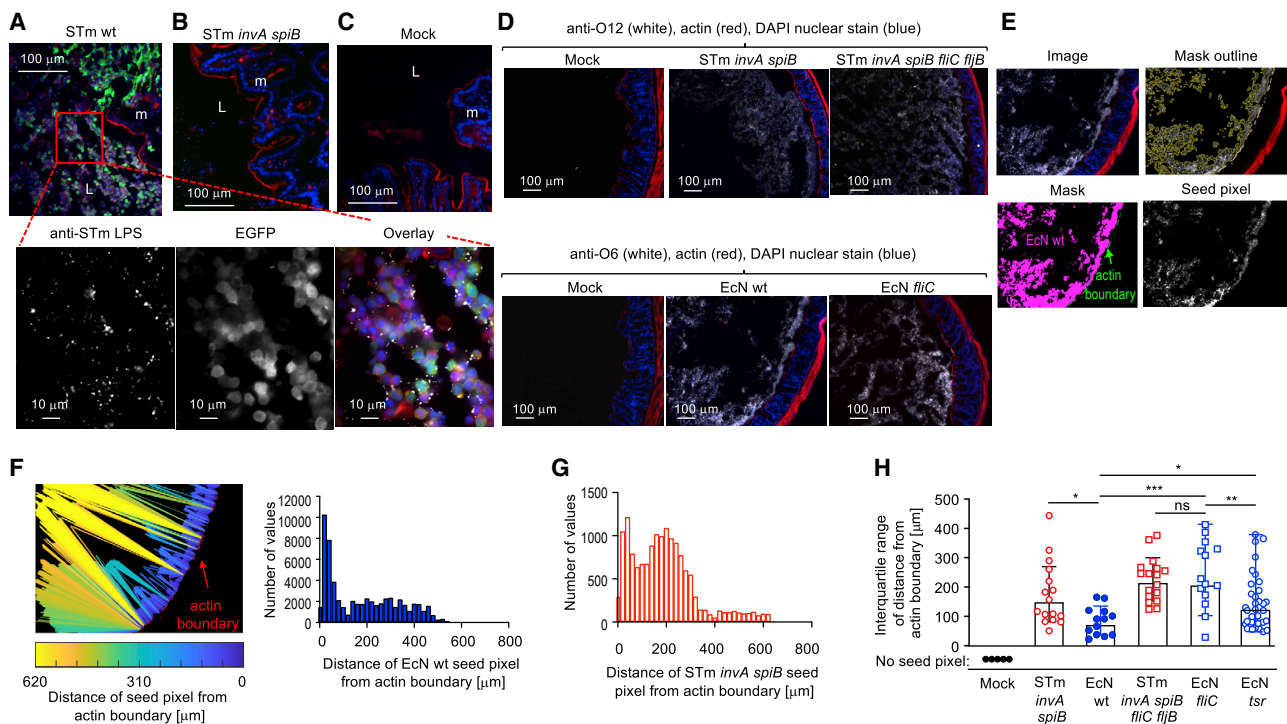 A
STm wt
100 μm
m
L
B
STm invA spiB
m
L
100 μm
C
Mock
L
m
100 μm
anti-STm LPS
10 μm
EGFP
10 μm
Overlay
10 μm
D
anti-O12 (white), actin (red), DAPI nuclear stain (blue)
Mock
STm invA spiB
STm invA spiB fliC fljB
100 μm
100 μm
100 μm
anti-O6 (white), actin (red), DAPI nuclear stain (blue)
Mock
EcN wt
EcN fliC
100 μm
100 μm
100 μm
E
Image
Mask outline
Mask
Seed pixel
EcN wt
actin
boundary
F
actin
boundary
620
310
0
Distance of seed pixel from
actin boundary [μm]
Number of values
12000
10000
8000
6000
4000
2000
0
0
200
400
600
800
Distance of EcN wt seed pixel
from actin boundary [μm]
G
Number of values
1500
1000
500
0
0
200
400
600
800
Distance of STm invA spiB seed
pixel from actin boundary [μm]
H
Interquartile range
of distance from
actin boundary [μm]
500
400
300
200
100
0
*
***
*
ns
**
No seed pixel:
Mock
STm
invA
spiB
EcN
wt
STm
invA spiB
fliC fljB
EcN
fliC
EcN
tsr